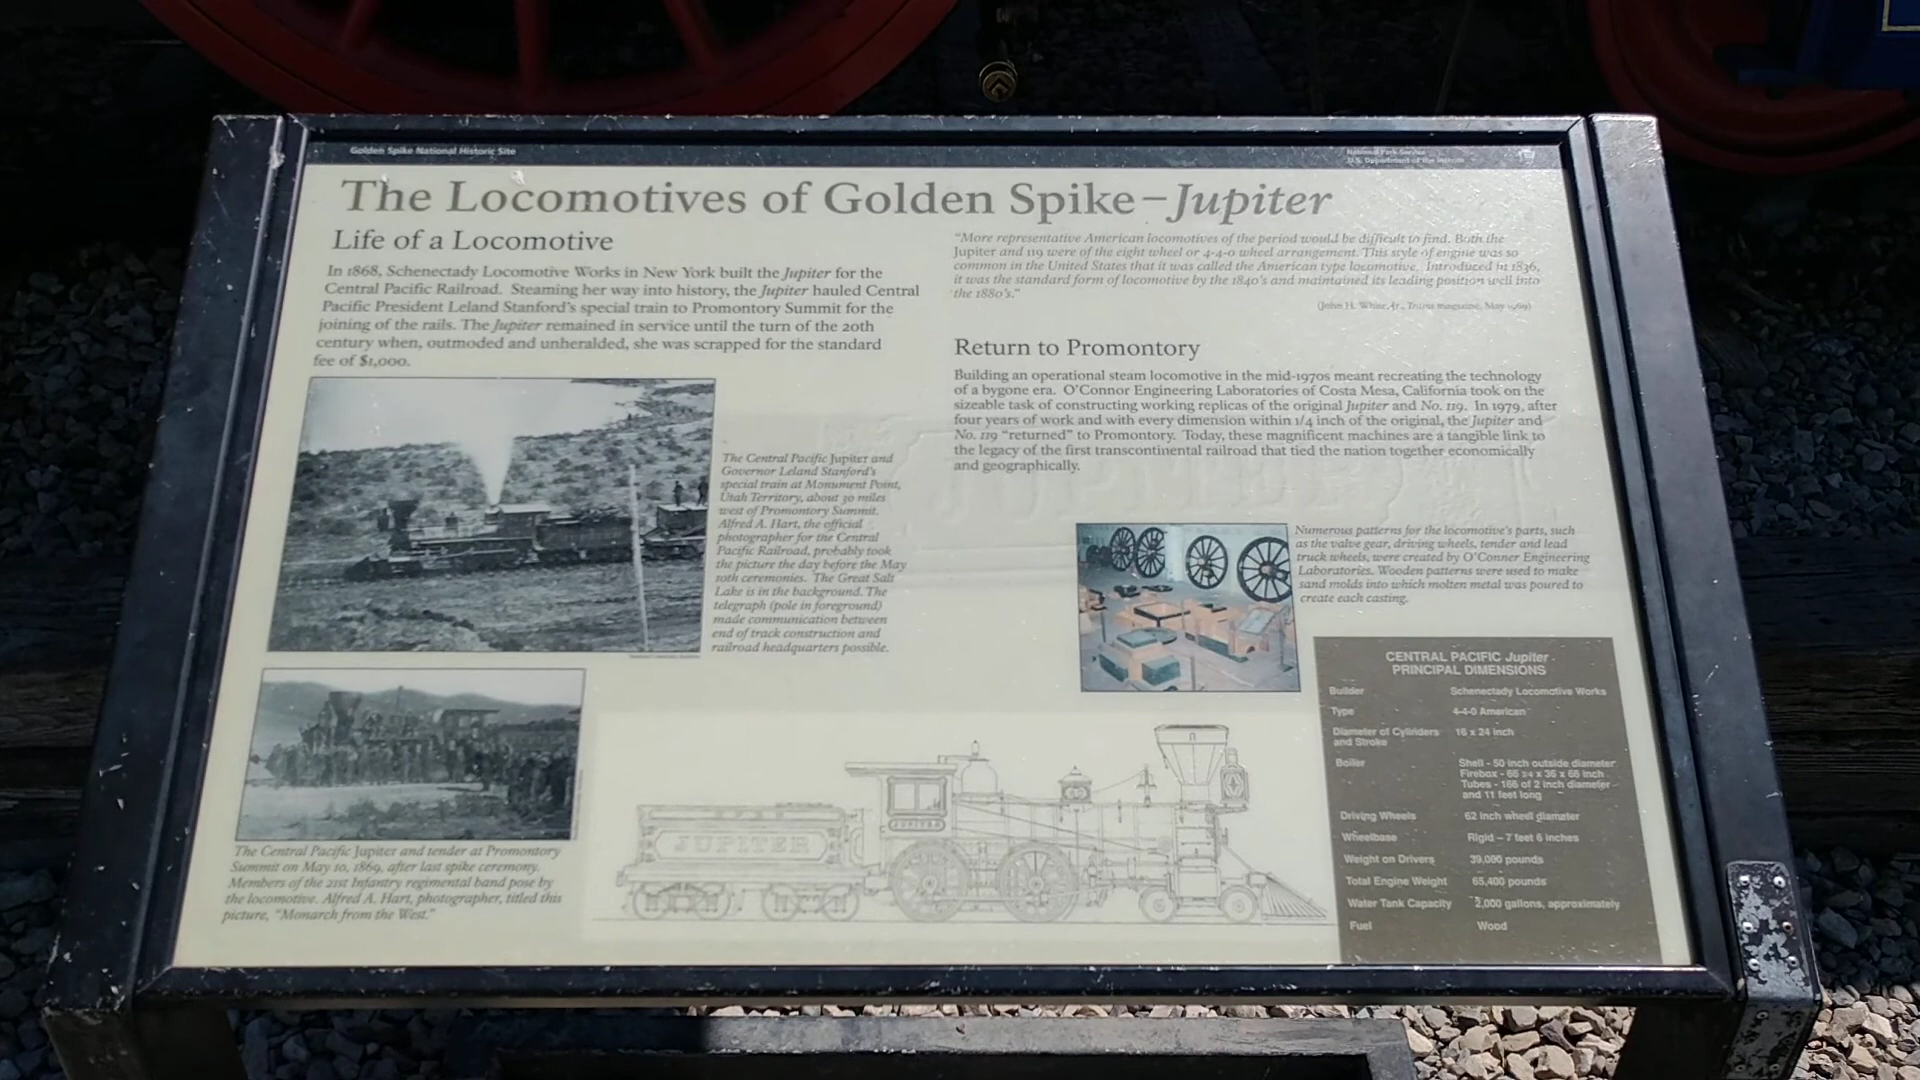 Golden Spike National Historic Site
National Park Service
U.S. Department of the Interior
The Locomotives of Golden Spike–Jupiter
Life of a Locomotive
In 1868, Schenectady Locomotive Works in New York built the Jupiter for the
Central Pacific Railroad. Steaming her way into history, the Jupiter hauled Central
Pacific President Leland Stanford's special train to Promontory Summit for the
joining of the rails. The Jupiter remained in service until the turn of the 20th
century when, outmoded and unheralded, she was scrapped for the standard
fee of $1,000.
"More representative American locomotives of the period would be difficult to find. Both the
Jupiter and 119 were of the eight wheel or 4-4-0 wheel arrangement. This style of engine was so
common in the United States that it was called the American type locomotive. Introduced in 1836,
it was the standard form of locomotive by the 1840's and maintained its leading position well into
the 1880's."
(John H. White, Jr., Trains magazine, May 1969)
Return to Promontory
Building an operational steam locomotive in the mid-1970s meant recreating the technology
of a bygone era. O'Connor Engineering Laboratories of Costa Mesa, California took on the
sizeable task of constructing working replicas of the original Jupiter and No. 119. In 1979, after
four years of work and with every dimension within 1/4 inch of the original, the Jupiter and
No. 119 "returned" to Promontory. Today, these magnificent machines are a tangible link to
the legacy of the first transcontinental railroad that tied the nation together economically
and geographically.
The Central Pacific Jupiter and
Governor Leland Stanford's
special train at Monument Point,
Utah Territory, about 30 miles
west of Promontory Summit.
Alfred A. Hart, the official
photographer for the Central
Pacific Railroad, probably took
the picture the day before the May
10th ceremonies. The Great Salt
Lake is in the background. The
telegraph (pole in foreground)
made communication between
end of track construction and
railroad headquarters possible.
Numerous patterns for the locomotive's parts, such
as the valve gear, driving wheels, tender and lead
truck wheels, were created by O'Conner Engineering
Laboratories. Wooden patterns were used to make
sand molds into which molten metal was poured to
create each casting.
The Central Pacific Jupiter and tender at Promontory
Summit on May 10, 1869, after last spike ceremony.
Members of the 21st Infantry regimental band pose by
the locomotive. Alfred A. Hart, photographer, titled this
picture, "Monarch from the West."
JUPITER
JUPITER
CENTRAL PACIFIC Jupiter
PRINCIPAL DIMENSIONS
Builder Schenectady Locomotive Works
Type 4-4-0 American
Diameter of Cylinders 16 x 24 inch
and Stroke
Boiler Shell - 50 inch outside diameter
Firebox - 66 x 36 x 66 inch
Tubes - 166 of 2 inch diameter
and 11 feet long
Driving Wheels 62 inch wheel diameter
Wheelbase Rigid – 7 feet 6 inches
Weight on Drivers 39,000 pounds
Total Engine Weight 65,400 pounds
Water Tank Capacity 2,000 gallons, approximately
Fuel Wood